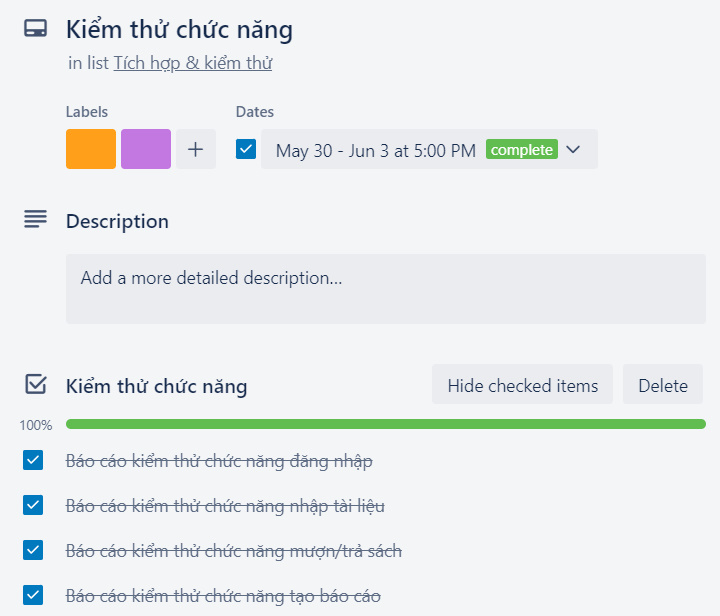 Kiểm thử chức năng
in list Tích hợp & kiểm thử
Labels
Dates
May 30 - Jun 3 at 5:00 PM complete
Description
Add a more detailed description...
Kiểm thử chức năng
Hide checked items
Delete
100%
Báo cáo kiểm thử chức năng đăng nhập
Báo cáo kiểm thử chức năng nhập tài liệu
Báo cáo kiểm thử chức năng mượn/trả sách
Báo cáo kiểm thử chức năng tạo báo cáo